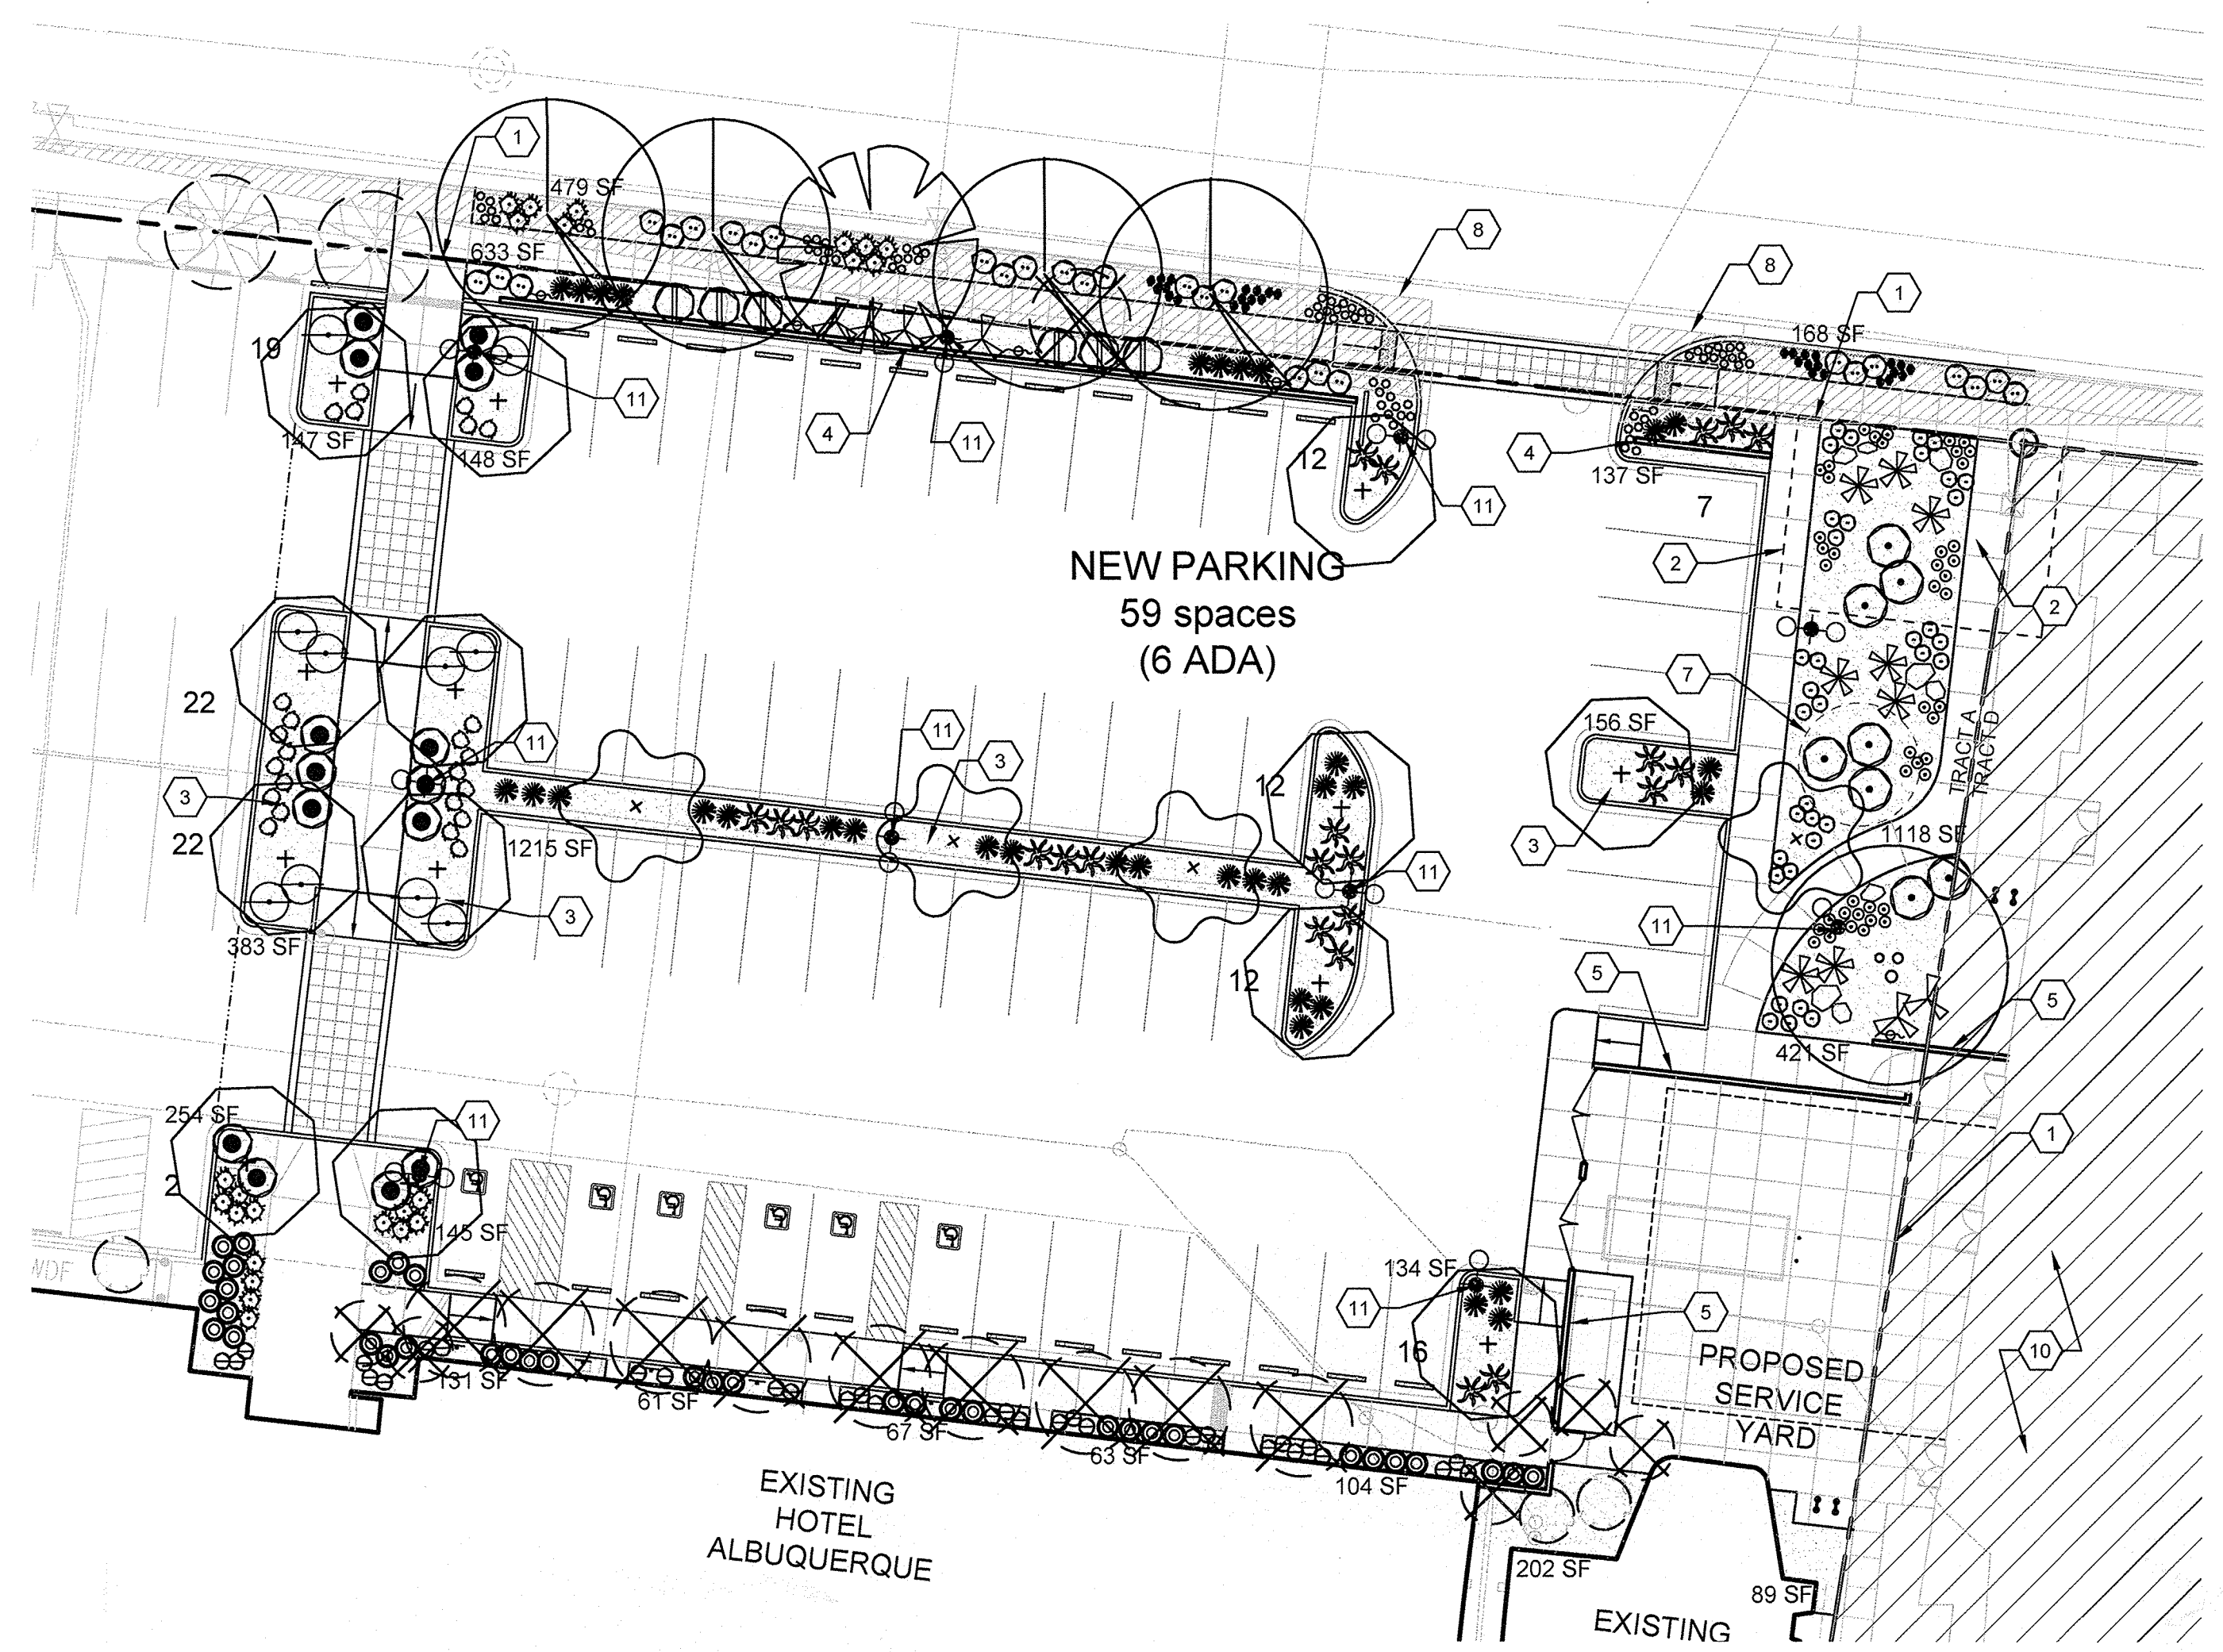 1
479 SF
8
8
633 SF
1
168 SF
19
11
4
11
4
147 SF
148 SF
12
11
137 SF
7
NEW PARKING
59 spaces
(6 ADA)
2
2
22
7
11
11
3
156 SF
TRACT A
TRACT D
12
3
22
1215 SF
3
1118 SF
11
3
383 SF
11
12
5
5
421 SF
254 SF
11
1
2
145 SF
WDF
134 SF
11
5
16
10
131 SF
61 SF
67 SF
63 SF
104 SF
PROPOSED
SERVICE
YARD
EXISTING
HOTEL
ALBUQUERQUE
202 SF
89 SF
EXISTING